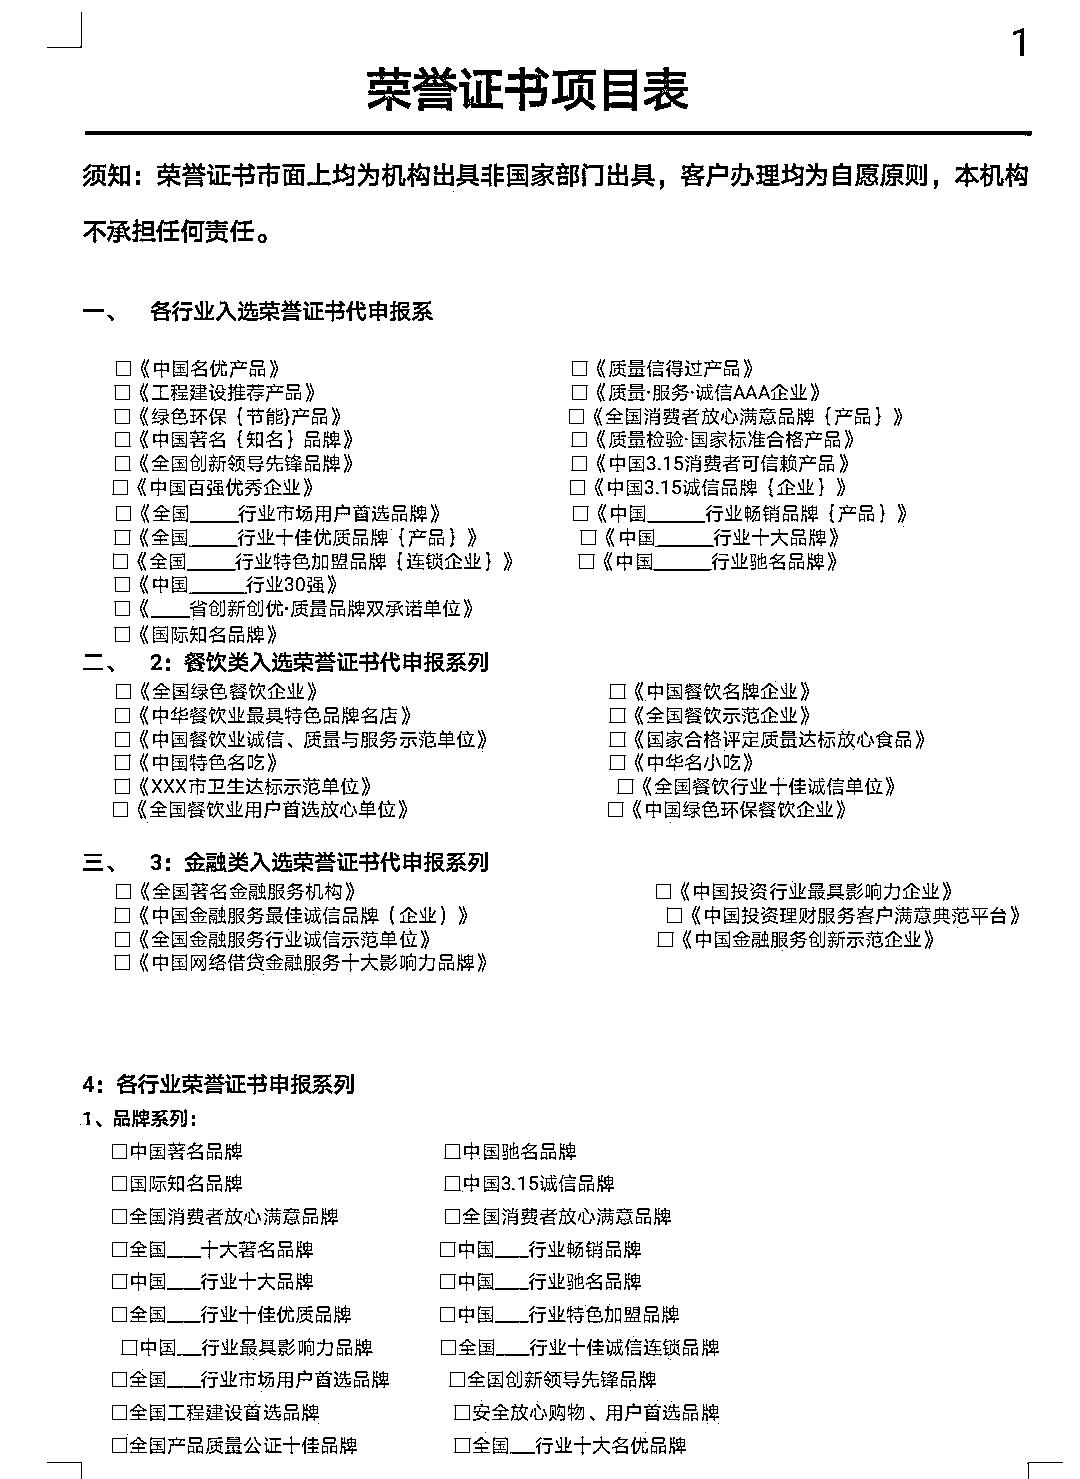 1
荣誉证书项目表
须知：荣誉证书市面上均为机构出具非国家部门出具，客户办理均为自愿原则，本机构
不承担任何责任。
一、 各行业入选荣誉证书代申报系
□《中国名优产品》 □《质量信得过产品》
□《工程建设推荐产品》 □《质量·服务·诚信AAA企业》
□《绿色环保｛节能}产品》 □《全国消费者放心满意品牌｛产品｝》
□《中国著名｛知名｝品牌》 □《质量检验·国家标准合格产品》
□《全国创新领导先锋品牌》 □《中国3.15消费者可信赖产品》
□《中国百强优秀企业》 □《中国3.15诚信品牌｛企业｝》
□《全国_____行业市场用户首选品牌》 □《中国______行业畅销品牌｛产品｝》
□《全国_____行业十佳优质品牌｛产品｝》 □《中国______行业十大品牌》
□《全国_____行业特色加盟品牌｛连锁企业｝》 □《中国______行业驰名品牌》
□《中国______行业30强》
□《____省创新创优·质量品牌双承诺单位》
□《国际知名品牌》
二、 2：餐饮类入选荣誉证书代申报系列
□《全国绿色餐饮企业》 □《中国餐饮名牌企业》
□《中华餐饮业最具特色品牌名店》 □《全国餐饮示范企业》
□《中国餐饮业诚信、质量与服务示范单位》 □《国家合格评定质量达标放心食品》
□《中国特色名吃》 □《中华名小吃》
□《XXX市卫生达标示范单位》 □《全国餐饮行业十佳诚信单位》
□《全国餐饮业用户首选放心单位》 □《中国绿色环保餐饮企业》
三、 3：金融类入选荣誉证书代申报系列
□《全国著名金融服务机构》 □《中国投资行业最具影响力企业》
□《中国金融服务最佳诚信品牌｛企业｝》 □《中国投资理财服务客户满意典范平台》
□《全国金融服务行业诚信示范单位》 □《中国金融服务创新示范企业》
□《中国网络借贷金融服务十大影响力品牌》
4：各行业荣誉证书申报系列
1、品牌系列：
□中国著名品牌 □中国驰名品牌
□国际知名品牌 □中国3.15诚信品牌
□全国消费者放心满意品牌 □全国消费者放心满意品牌
□全国____十大著名品牌 □中国____行业畅销品牌
□中国____行业十大品牌 □中国____行业驰名品牌
□全国____行业十佳优质品牌 □中国____行业特色加盟品牌
□中国___行业最具影响力品牌 □全国____行业十佳诚信连锁品牌
□全国____行业市场用户首选品牌 □全国创新领导先锋品牌
□全国工程建设首选品牌 □安全放心购物、用户首选品牌
□全国产品质量公证十佳品牌 □全国___行业十大名优品牌